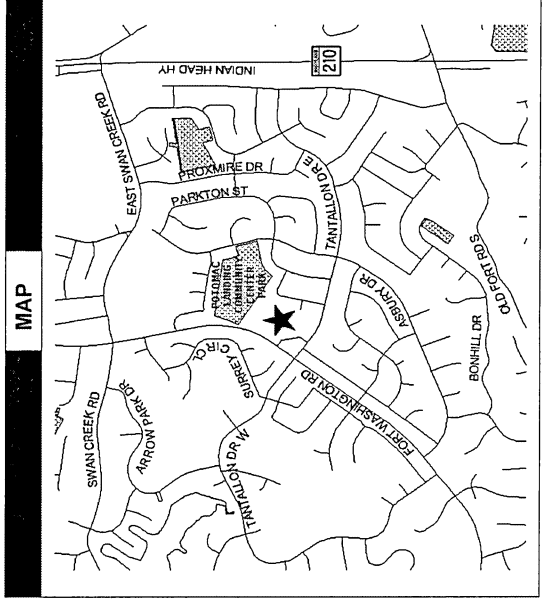 MAP
EAST SWAN CREEK RD
INDIAN HEAD HY
210
PROXMIRE DR
PARKTON ST
TANTALLON DR E
POTOMAC
LANDING
COMMUNITY
CENTER
PARK
SWAN CREEK RD
ARROW PARK DR
SURREY CIR CL
TANTALLON DR W
FORT WASHINGTON RD
ASBURY DR
BONHILL DR
OLD FORT RD S